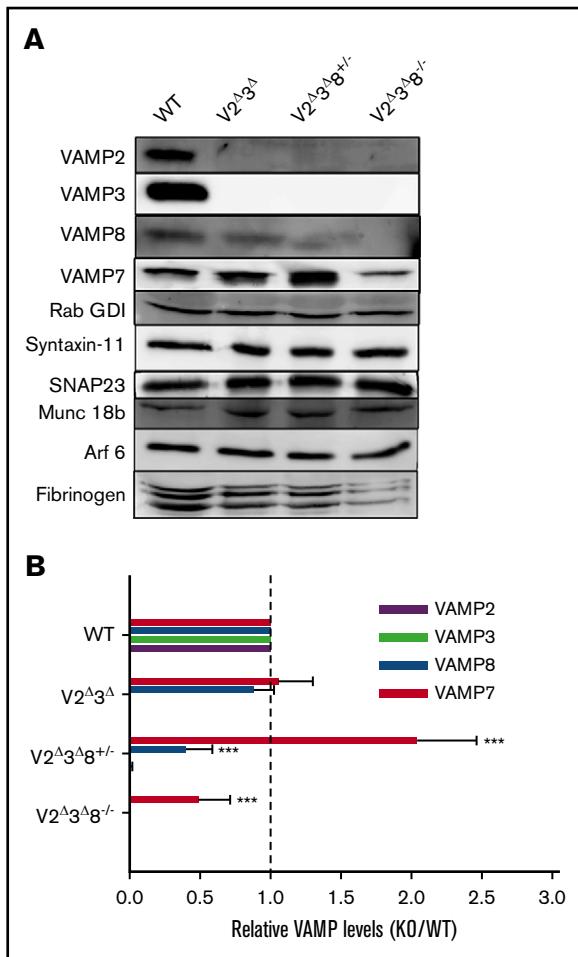 A
WT V2Δ3Δ V2Δ3Δ8+/- V2Δ3Δ8-/-
VAMP2
VAMP3
VAMP8
VAMP7
Rab GDI
Syntaxin-11
SNAP23
Munc 18b
Arf 6
Fibrinogen
B
WT
V2Δ3Δ
V2Δ3Δ8+/-
V2Δ3Δ8-/-
VAMP2
VAMP3
VAMP8
VAMP7
***
***
***
0.0 0.5 1.0 1.5 2.0 2.5 3.0
Relative VAMP levels (KO/WT)